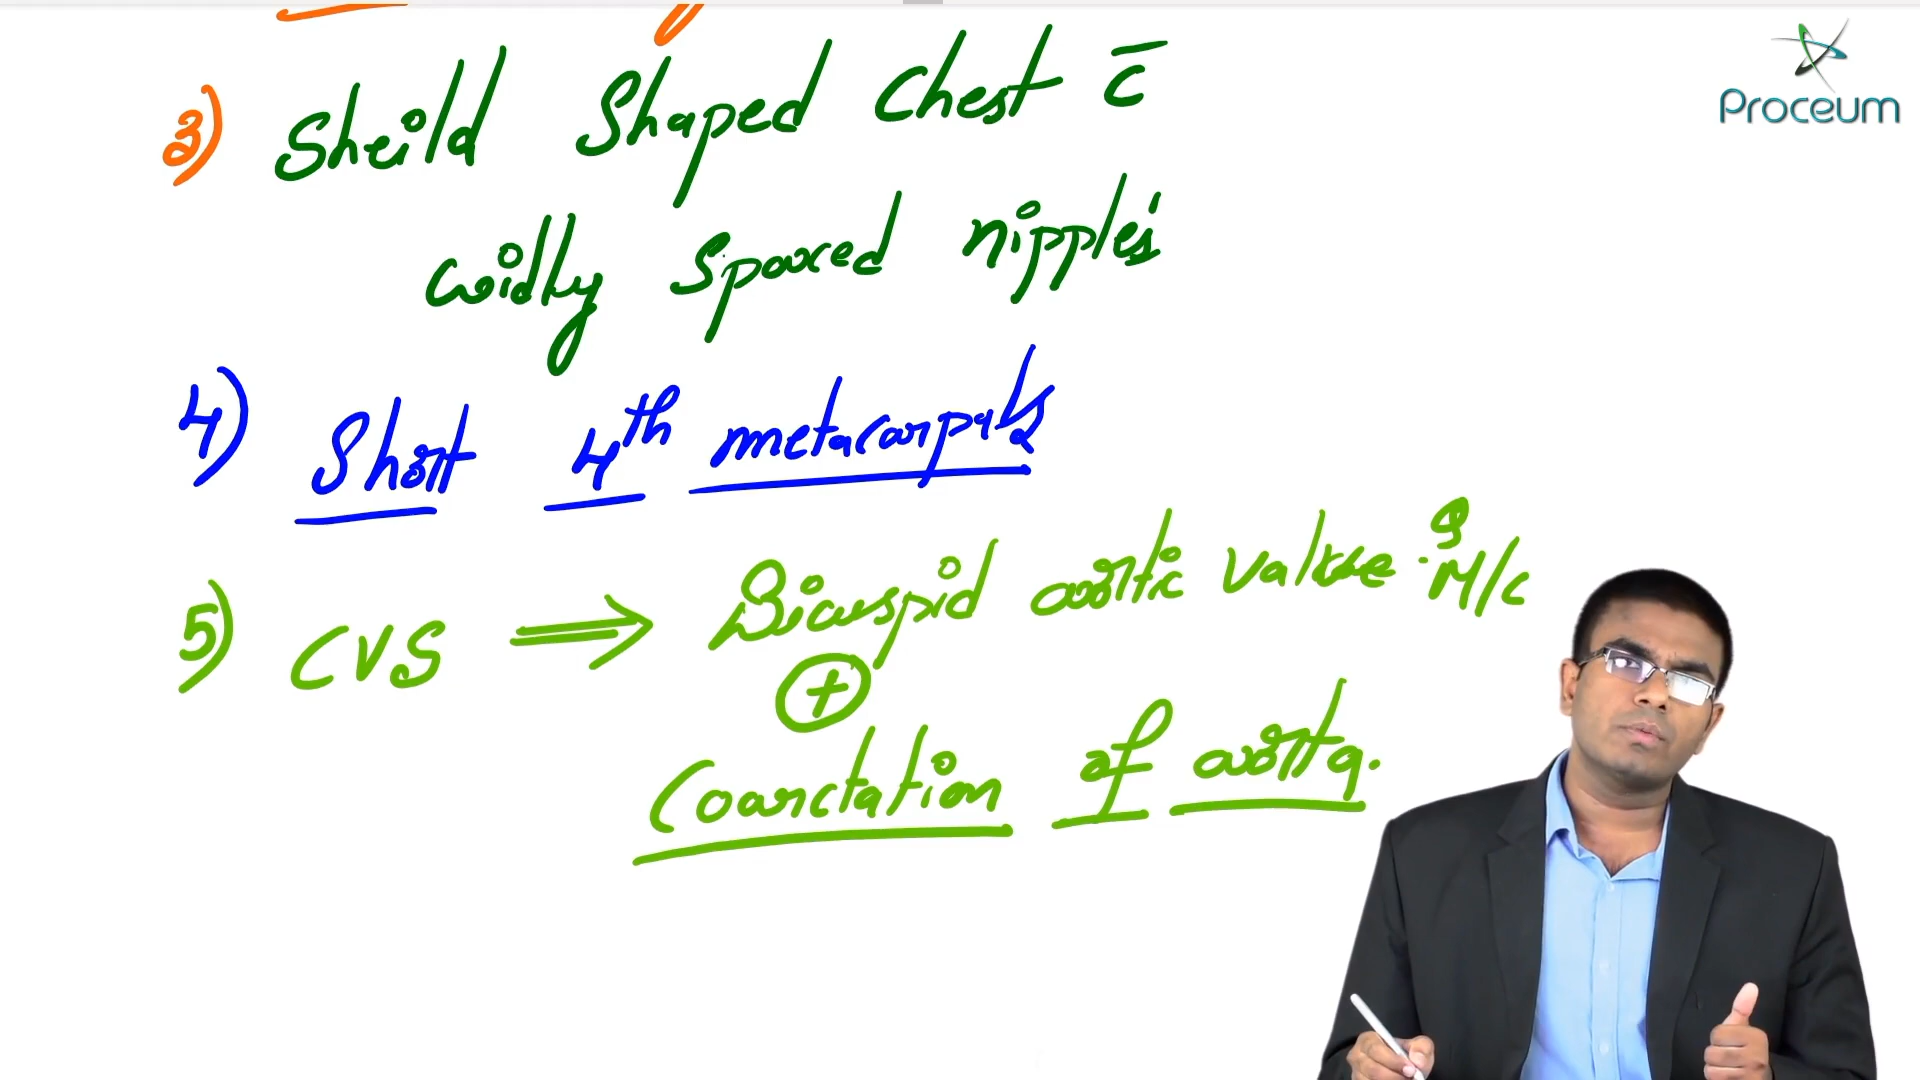 Proceum
3) Sheild Shaped Chest c̄
widly Spaced nipples
4) Short 4th metacarpals
5) CVS ⇒ Bicuspid aortic Valve : M/C
+
Coarctation of aorta.